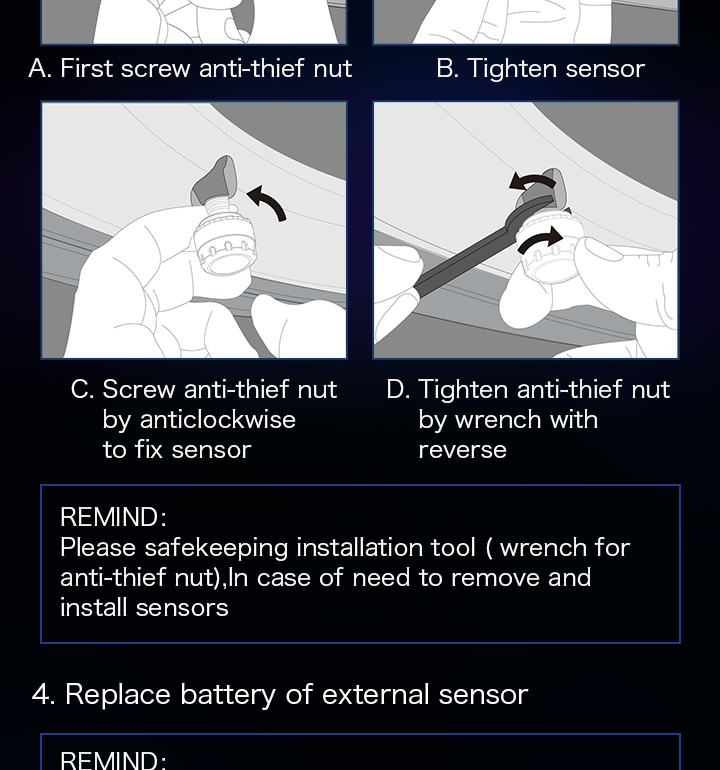 A. First screw anti-thief nut
B. Tighten sensor
C. Screw anti-thief nut
by anticlockwise
to fix sensor
D. Tighten anti-thief nut
by wrench with
reverse
REMIND:
Please safekeeping installation tool ( wrench for
anti-thief nut),In case of need to remove and
install sensors
4. Replace battery of external sensor
REMIND: